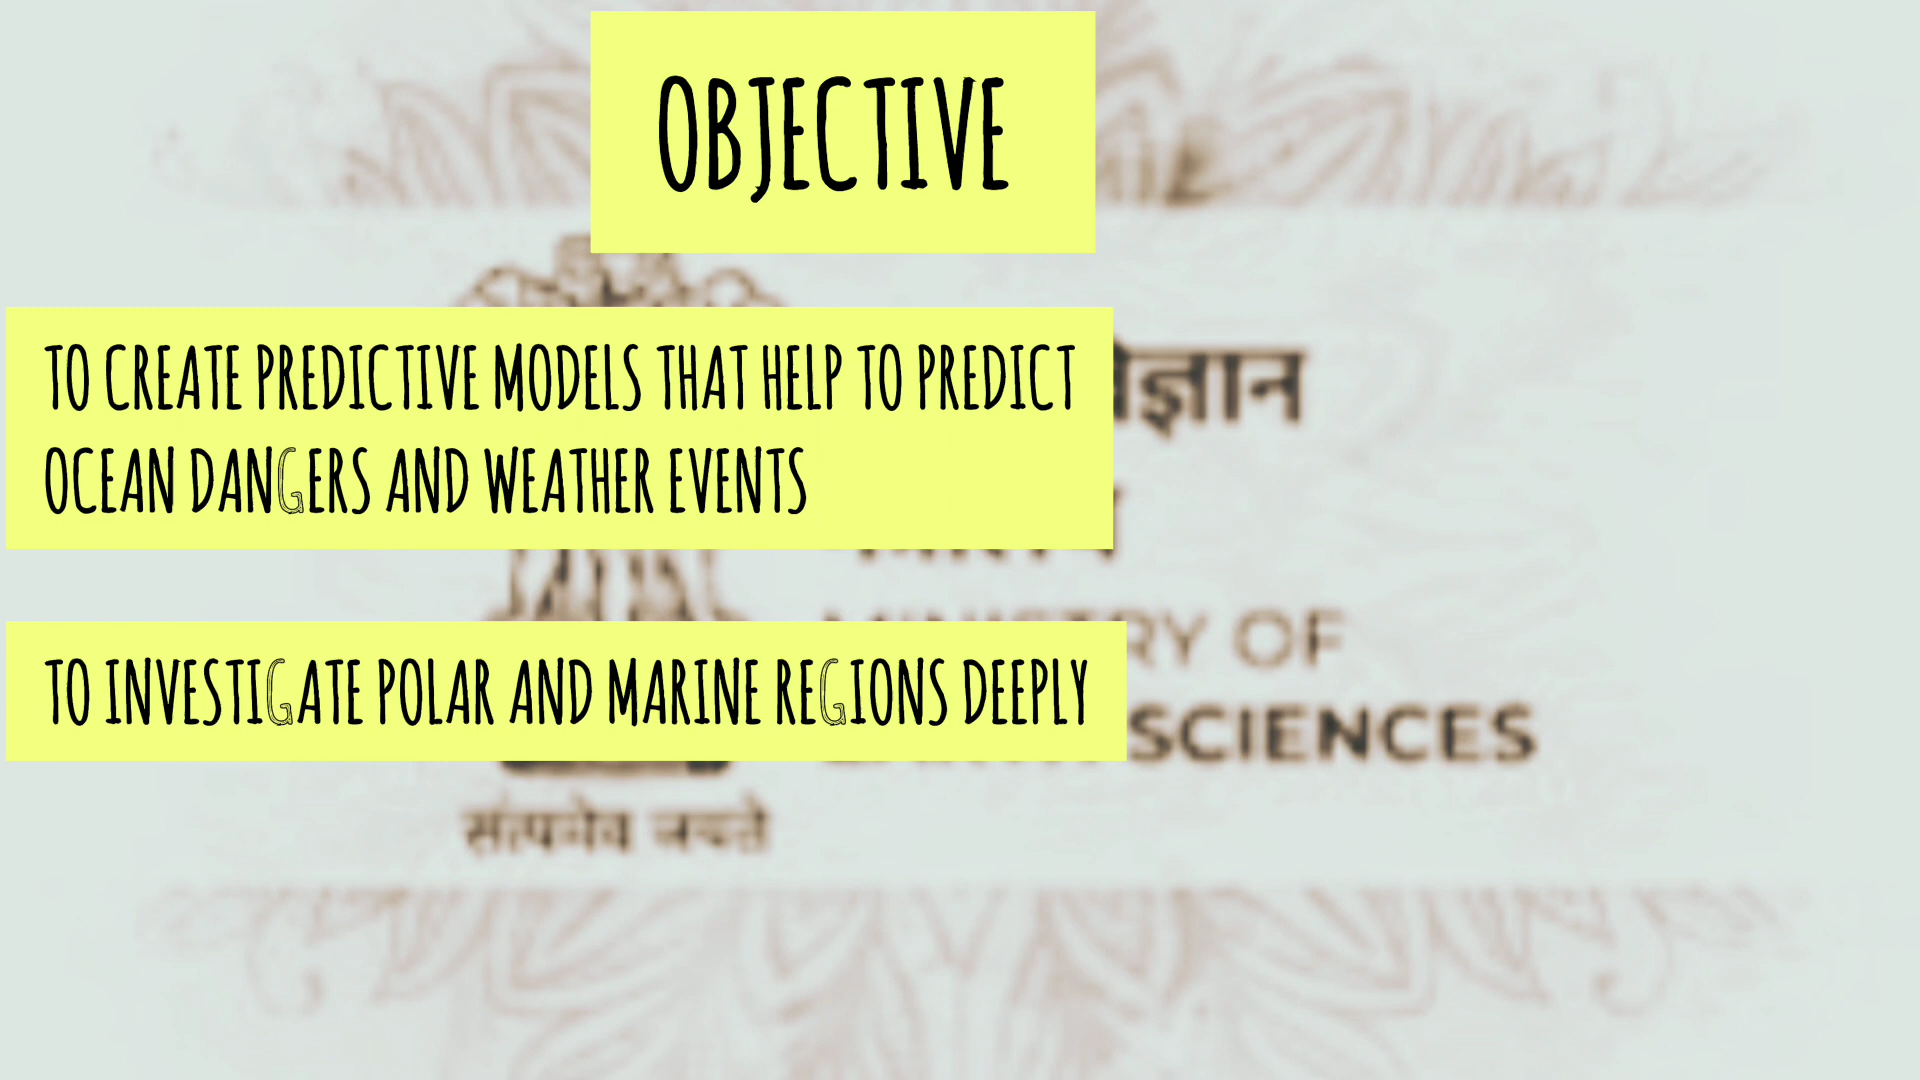 OBJECTIVE
TO CREATE PREDICTIVE MODELS THAT HELP TO PREDICT
OCEAN DANGERS AND WEATHER EVENTS
TO INVESTIGATE POLAR AND MARINE REGIONS DEEPLY
OF
SCIENCES